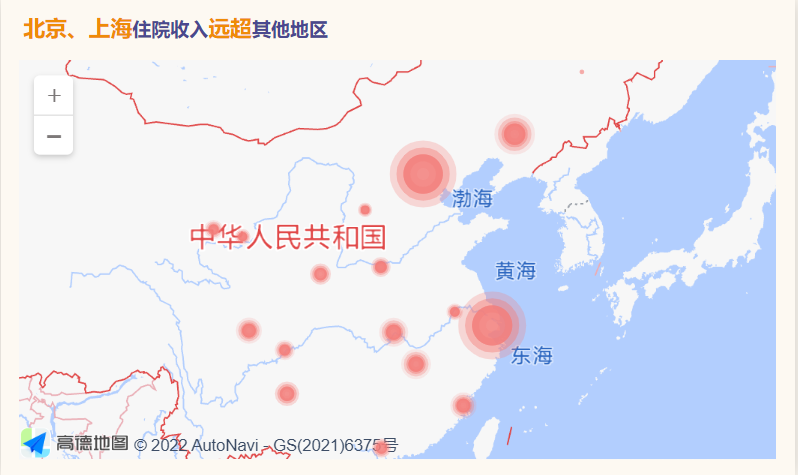 北京、上海住院收入远超其他地区
+
渤海
中华人民共和国
黄海
−
东海
高德地图 © 2022 AutoNavi - GS(2021)6375号